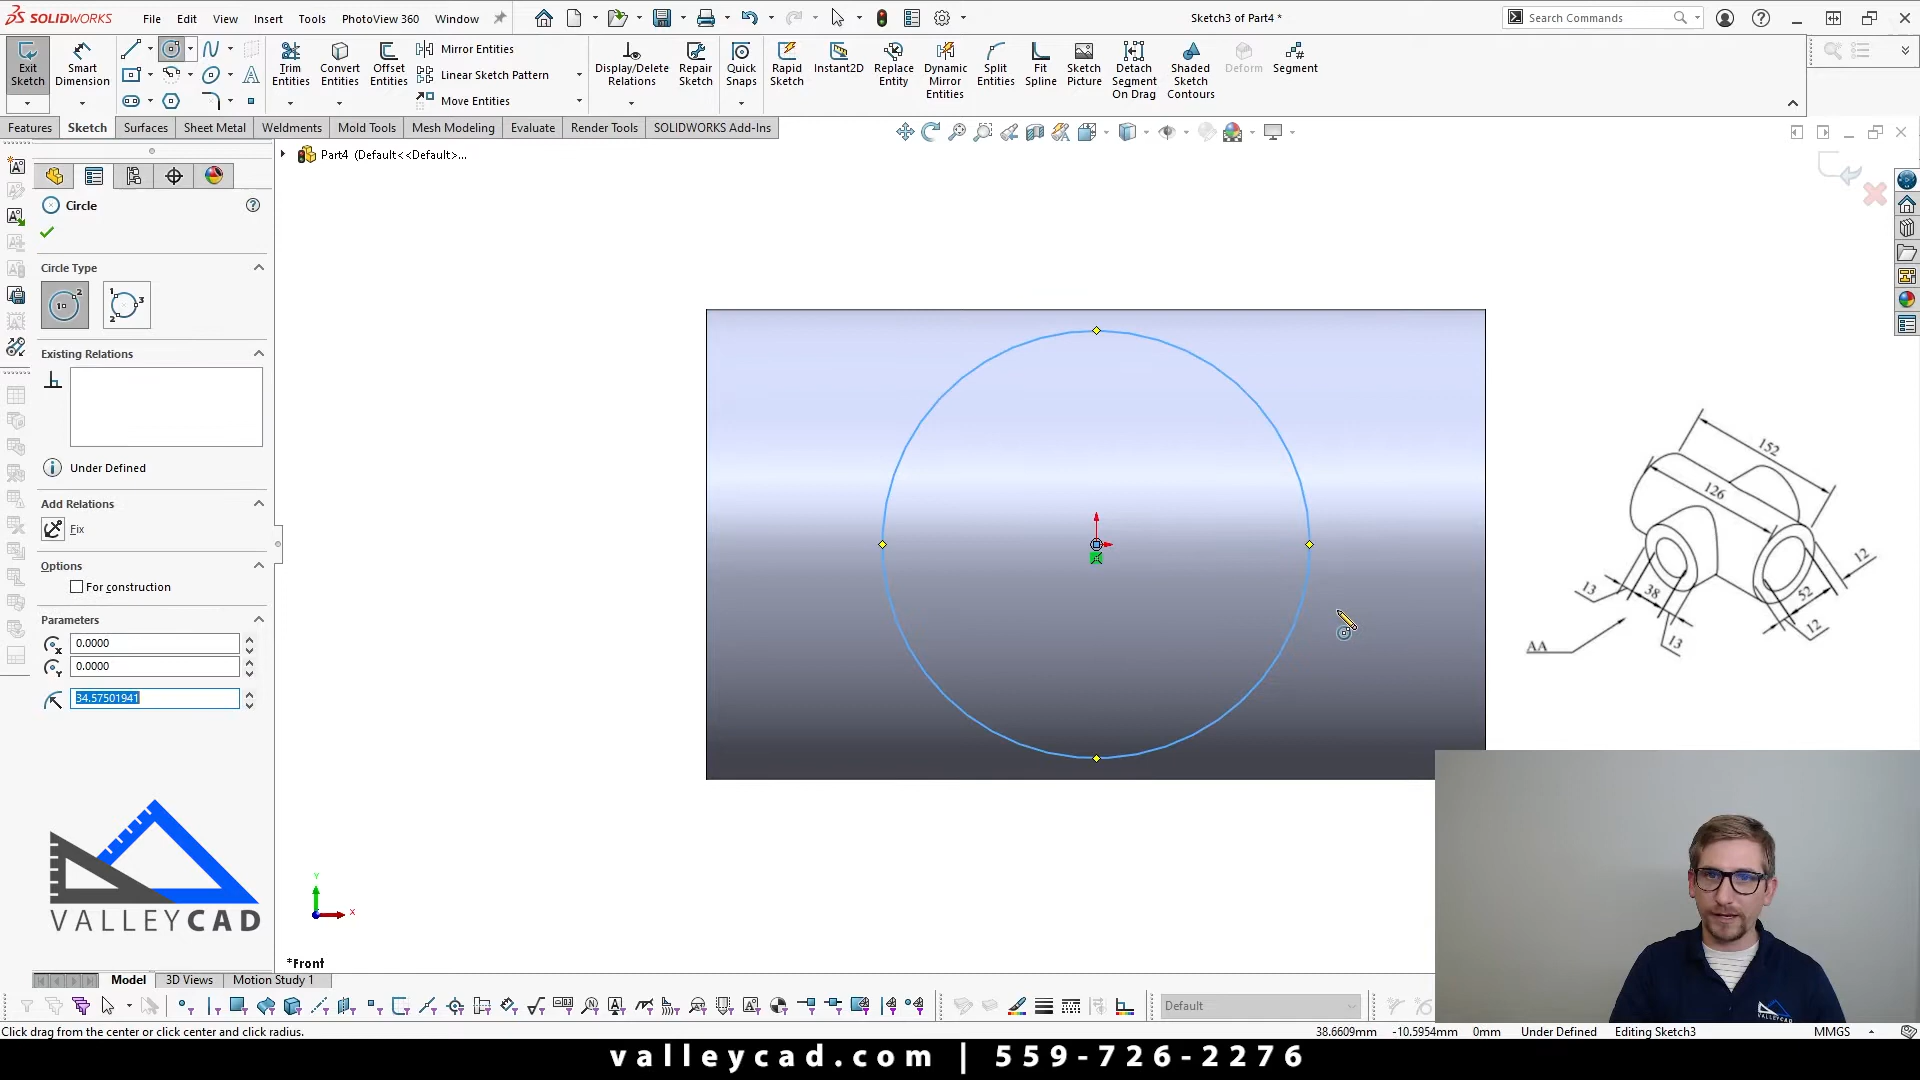 SOLIDWORKS
File Edit View Insert Tools PhotoView 360 Window
Sketch3 of Part4 *
Search Commands
Exit Sketch
Smart Dimension
Trim Entities
Convert Entities
Offset Entities
Mirror Entities
Linear Sketch Pattern
Move Entities
Display/Delete Relations
Repair Sketch
Quick Snaps
Rapid Sketch
Instant2D
Replace Entity
Dynamic Mirror Entities
Split Entities
Fit Spline
Sketch Picture
Detach Segment On Drag
Shaded Sketch Contours
Deform
Segment
Features Sketch Surfaces Sheet Metal Weldments Mold Tools Mesh Modeling Evaluate Render Tools SOLIDWORKS Add-Ins
Part4 (Default<<Default>...
Circle
Circle Type
Existing Relations
Under Defined
Add Relations
Fix
Options
For construction
Parameters
0.0000
0.0000
34.57501941
152
126
12
13
38
52
12
13
AA
VALLEYCAD
Y
X
*Front
Model 3D Views Motion Study 1
Default
Click drag from the center or click center and click radius.
38.6609mm -10.5954mm 0mm Under Defined Editing Sketch3 MMGS
valleycad.com | 559-726-2276